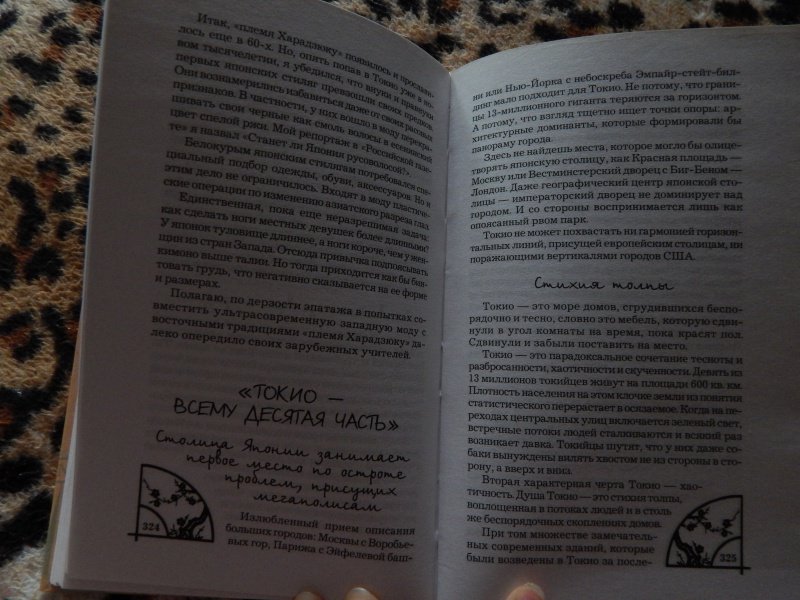 Итак, «племя Харадзюку» появилось и прослави-
лось еще в 60-х. Но, опять попав в Токио уже в но-
вом тысячелетии, я убедился, что внуки и правнуки
первых японских стиляг превзошли своих предков.
Они вознамерились избавиться даже от своих расовых
признаков. В частности, у них вошло в моду перекра-
шивать свои черные как смоль волосы в есенинский
цвет спелой ржи. Мой репортаж в «Российской газе-
те» я назвал «Станет ли Япония русоволосой?».
Белокурым японским стилягам потребовался спе-
циальный подбор одежды, обуви, аксессуаров. Но и
этим дело не ограничилось. Входят в моду пластиче-
ские операции по изменению азиатского разреза глаз.
Единственная, пока еще неразрешимая задача:
как сделать ноги местных девушек более длинными?
У японок туловище длиннее, а ноги короче, чем у жен-
щин из стран Запада. Отсюда привычка подпоясывать
кимоно выше талии. Но тогда приходится как бы бин-
товать грудь, что негативно сказывается на ее форме
и размерах.
Полагаю, по дерзости эпатажа в попытках со-
вместить ультрасовременную западную моду с
восточными традициями «племя Харадзюку» да-
леко опередило своих зарубежных учителей.
«ТОКИО —
ВСЕМУ ДЕСЯТАЯ ЧАСТЬ»
Столица Японии занимает
первое место по остроте
проблем, присущих
мегаполисам
Излюбленный прием описания
больших городов: Москвы с Воробье-
вых гор, Парижа с Эйфелевой баш-
324
ни или Нью-Йорка с небоскреба Эмпайр-стейт-бил-
динг мало подходит для Токио. Не потому, что грани-
цы 13-миллионного гиганта теряются за горизонтом.
А потому, что взгляд тщетно ищет точки опоры: ар-
хитектурные доминанты, которые формировали бы
панораму города.
Здесь не найдешь места, которое могло бы олице-
творять японскую столицу, как Красная площадь —
Москву или Вестминстерский дворец с Биг-Беном —
Лондон. Даже географический центр японской сто-
лицы — императорский дворец не доминирует над
городом. И со стороны воспринимается лишь как
опоясанный рвом парк.
Токио не может похвастать ни гармонией горизон-
тальных линий, присущей европейским столицам, ни
поражающими вертикалями городов США.
Стихия толпы
Токио — это море домов, сгрудившихся беспо-
рядочно и тесно, словно это мебель, которую сдви-
нули в угол комнаты на время, пока красят пол.
Сдвинули и забыли поставить на место.
Токио — это парадоксальное сочетание тесноты и
разбросанности, хаотичности и скученности. Девять из
13 миллионов токийцев живут на площади 600 кв. км.
Плотность населения на этом клочке земли из понятия
статистического перерастает в осязаемое. Когда на пе-
реходах центральных улиц включается зеленый свет,
встречные потоки людей сталкиваются и всякий раз
возникает давка. Токийцы шутят, что у них даже со-
баки вынуждены вилять хвостом не из стороны в сто-
рону, а вверх и вниз.
Вторая характерная черта Токио — хао-
тичность. Душа Токио — это стихия толпы,
воплощенная в потоках людей и в столь
же беспорядочных скоплениях домов.
При том множестве замечатель-
ных современных зданий, которые
были возведены в Токио за после-
325